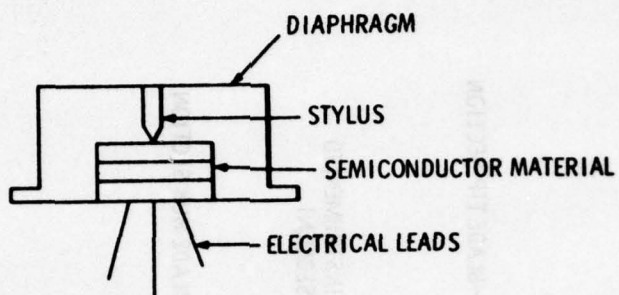 DIAPHRAGM
STYLUS
SEMICONDUCTOR MATERIAL
ELECTRICAL LEADS